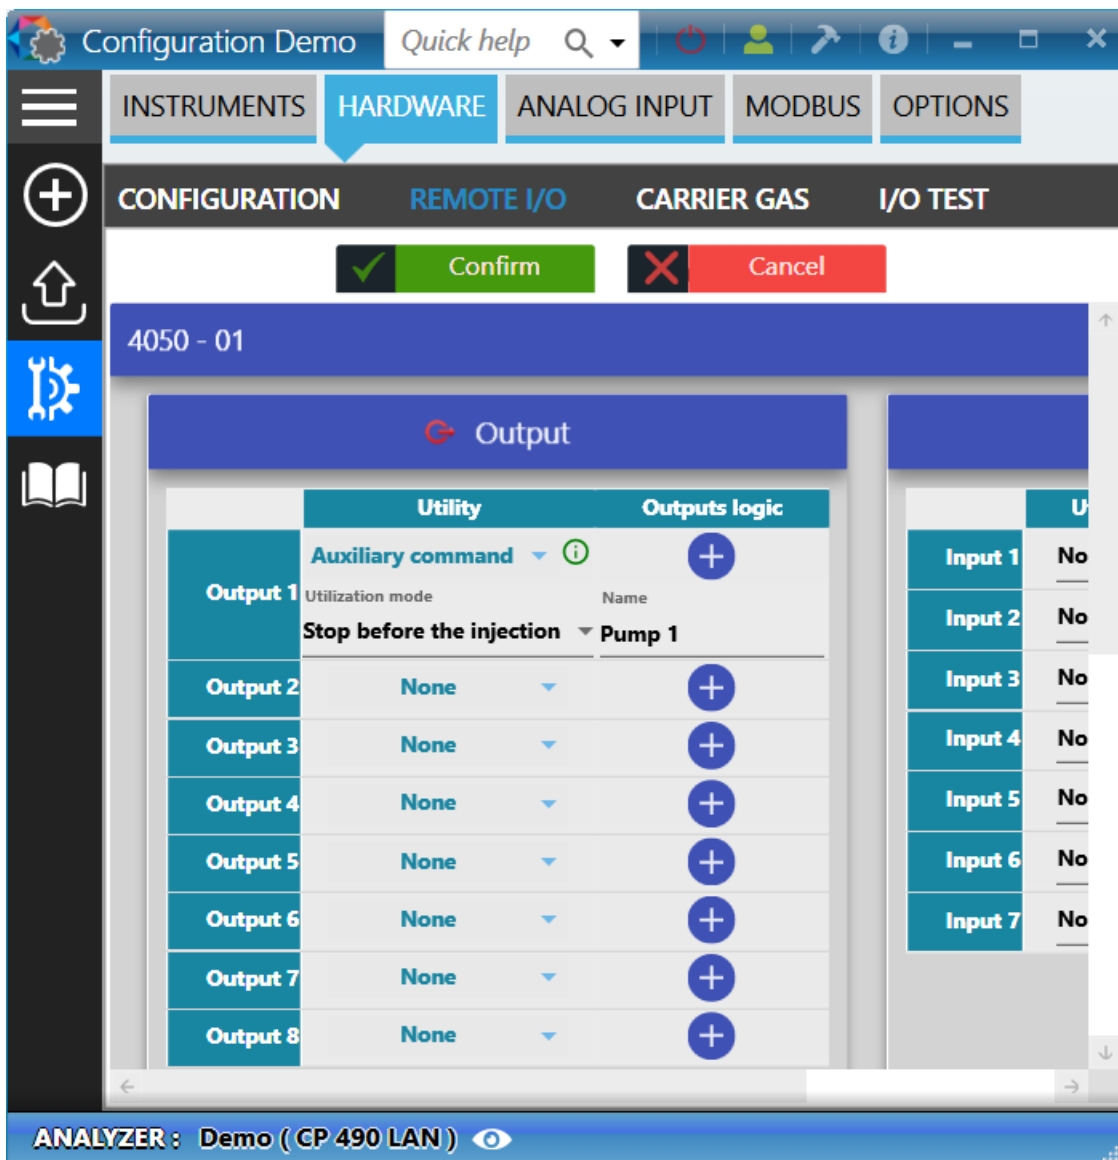 Configuration Demo
Quick help
INSTRUMENTS HARDWARE ANALOG INPUT MODBUS OPTIONS
CONFIGURATION REMOTE I/O CARRIER GAS I/O TEST
Confirm Cancel
4050 - 01
Output
Utility Outputs logic
Output 1 Auxiliary command
Utilization mode Name
Stop before the injection Pump 1
Output 2 None
Output 3 None
Output 4 None
Output 5 None
Output 6 None
Output 7 None
Output 8 None
Input 1 No
Input 2 No
Input 3 No
Input 4 No
Input 5 No
Input 6 No
Input 7 No
ANALYZER : Demo ( CP 490 LAN )